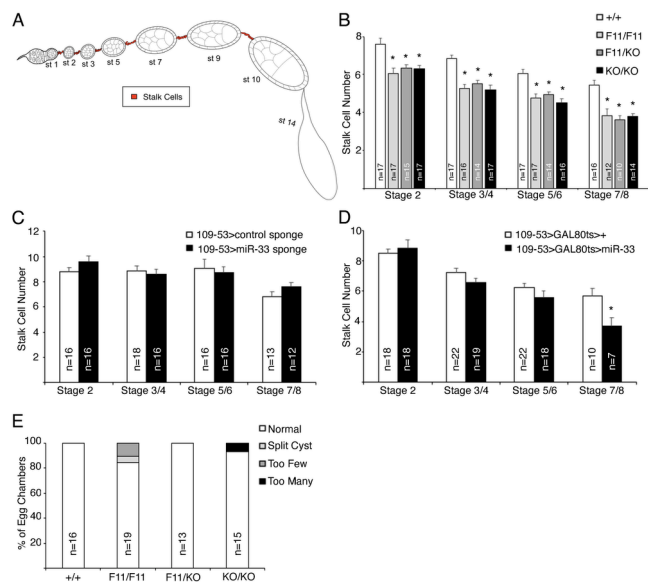 A
st 1
st 2
st 3
st 5
st 7
st 9
st 10
st 14
Stalk Cells
B
+/+
F11/F11
F11/KO
KO/KO
Stalk Cell Number
8
6
4
2
n=17
n=17
n=15
n=17
n=17
n=16
n=14
n=17
n=17
n=17
n=14
n=16
n=16
n=12
n=10
n=14
Stage 2
Stage 3/4
Stage 5/6
Stage 7/8
C
109-53>control sponge
109-53>miR-33 sponge
Stalk Cell Number
12
10
8
6
4
2
n=16
n=16
n=18
n=16
n=16
n=16
n=13
n=12
Stage 2
Stage 3/4
Stage 5/6
Stage 7/8
D
109-53>GAL80ts>+
109-53>GAL80ts>miR-33
Stalk Cell Number
10
8
6
4
2
n=18
n=18
n=22
n=19
n=22
n=18
n=10
n=7
Stage 2
Stage 3/4
Stage 5/6
Stage 7/8
E
Normal
Split Cyst
Too Few
Too Many
% of Egg Chambers
100
80
60
40
20
n=16
n=19
n=13
n=15
+/+
F11/F11
F11/KO
KO/KO